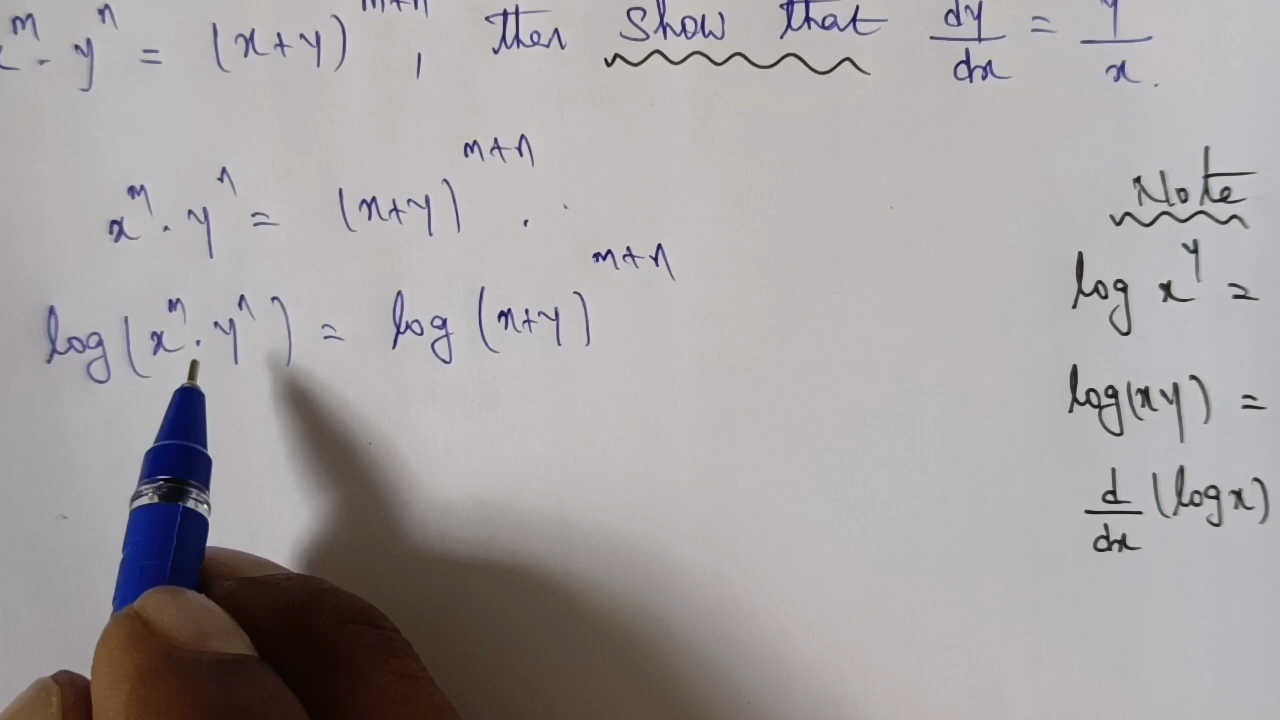 x^m . y^n = (x+y)^m+n , then show that dy/dx = y/x.
x^m . y^n = (x+y)^m+n .
log(x^m . y^n) = log (x+y)^m+n
Note
log x^y =
log(xy) =
d/dx (log x)